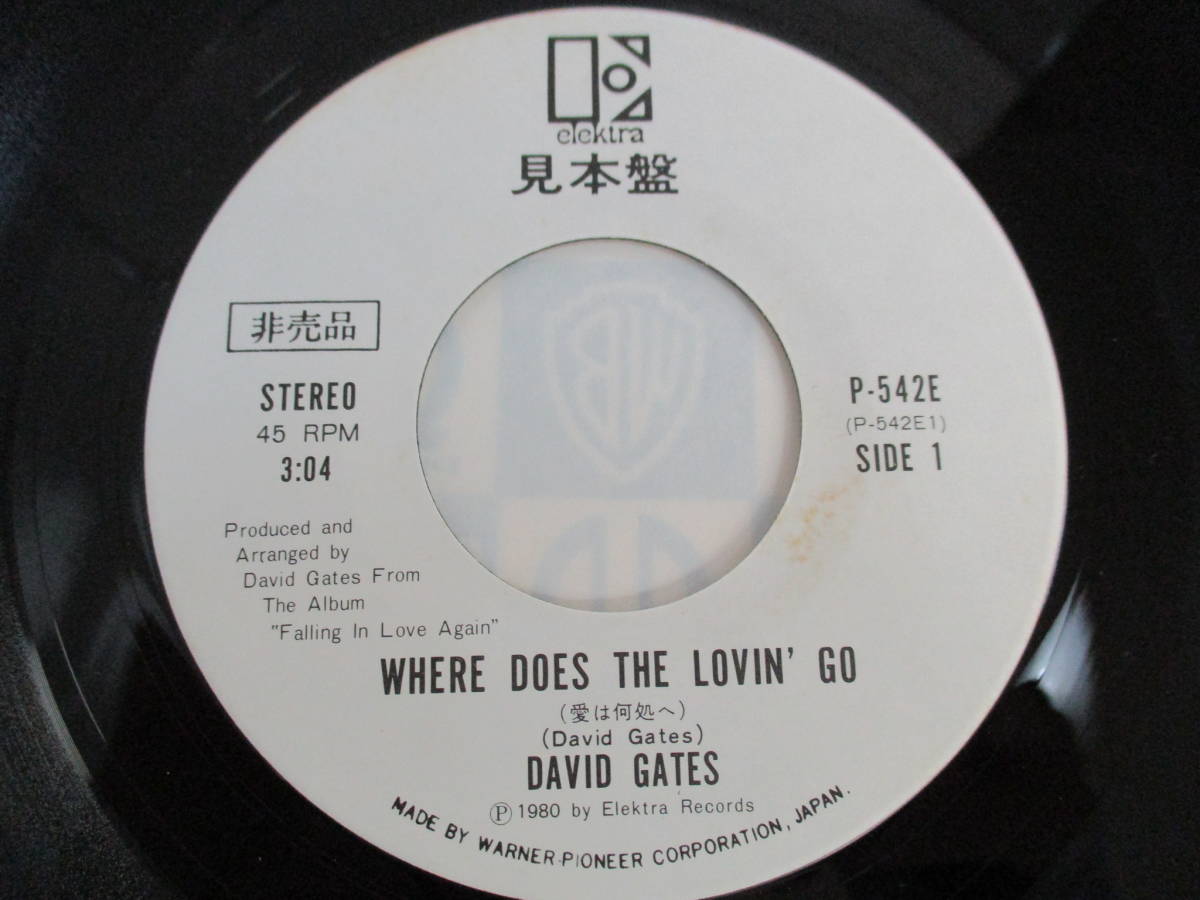 elektra
見本盤
非売品
STEREO
45 RPM
3:04
P-542E
(P-542E1)
SIDE 1
Produced and
Arranged by
David Gates From
The Album
"Falling In Love Again"
WHERE DOES THE LOVIN' GO
(愛は何処へ)
(David Gates)
DAVID GATES
Ⓟ 1980 by Elektra Records
MADE BY WARNER-PIONEER CORPORATION, JAPAN.